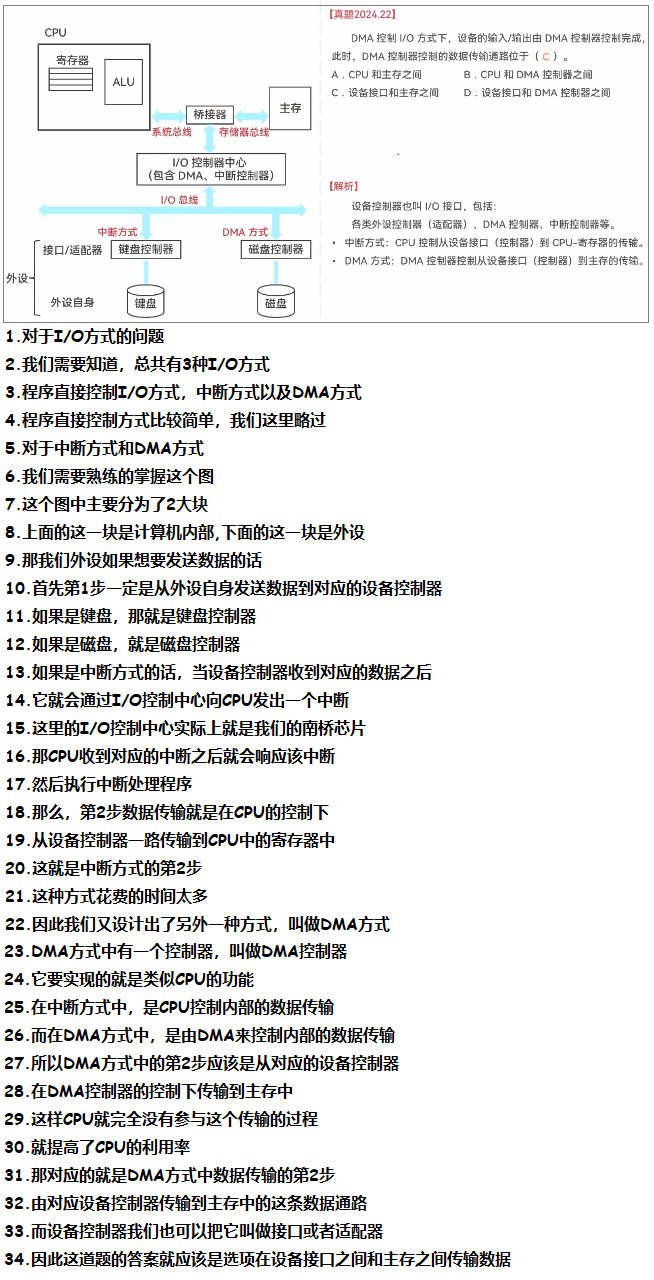 CPU
寄存器
ALU
桥接器
主存
系统总线
存储器总线
I/O 控制器中心
(包含 DMA、中断控制器)
I/O 总线
中断方式
DMA 方式
接口/适配器
键盘控制器
磁盘控制器
外设
外设自身
键盘
磁盘
【真题2024.22】
DMA 控制 I/O 方式下，设备的输入/输出由 DMA 控制器控制完成，
此时，DMA 控制器控制的数据传输通路位于（ C ）。
A．CPU 和主存之间 B．CPU 和 DMA 控制器之间
C．设备接口和主存之间 D．设备接口和 DMA 控制器之间
【解析】
设备控制器也叫 I/O 接口，包括：
各类外设控制器（适配器）、DMA 控制器、中断控制器等。
• 中断方式：CPU 控制从设备接口（控制器）到 CPU-寄存器的传输。
• DMA 方式：DMA 控制器控制从设备接口（控制器）到主存的传输。
1.对于I/O方式的问题
2.我们需要知道，总共有3种I/O方式
3.程序直接控制I/O方式，中断方式以及DMA方式
4.程序直接控制方式比较简单，我们这里略过
5.对于中断方式和DMA方式
6.我们需要熟练的掌握这个图
7.这个图中主要分为了2大块
8.上面的这一块是计算机内部,下面的这一块是外设
9.那我们外设如果想要发送数据的话
10.首先第1步一定是从外设自身发送数据到对应的设备控制器
11.如果是键盘，那就是键盘控制器
12.如果是磁盘，就是磁盘控制器
13.如果是中断方式的话，当设备控制器收到对应的数据之后
14.它就会通过I/O控制中心向CPU发出一个中断
15.这里的I/O控制中心实际上就是我们的南桥芯片
16.那CPU收到对应的中断之后就会响应该中断
17.然后执行中断处理程序
18.那么，第2步数据传输就是在CPU的控制下
19.从设备控制器一路传输到CPU中的寄存器中
20.这就是中断方式的第2步
21.这种方式花费的时间太多
22.因此我们又设计出了另外一种方式，叫做DMA方式
23.DMA方式中有一个控制器，叫做DMA控制器
24.它要实现的就是类似CPU的功能
25.在中断方式中，是CPU控制内部的数据传输
26.而在DMA方式中，是由DMA来控制内部的数据传输
27.所以DMA方式中的第2步应该是从对应的设备控制器
28.在DMA控制器的控制下传输到主存中
29.这样CPU就完全没有参与这个传输的过程
30.就提高了CPU的利用率
31.那对应的就是DMA方式中数据传输的第2步
32.由对应设备控制器传输到主存中的这条数据通路
33.而设备控制器我们也可以把它叫做接口或者适配器
34.因此这道题的答案就应该是选项在设备接口之间和主存之间传输数据